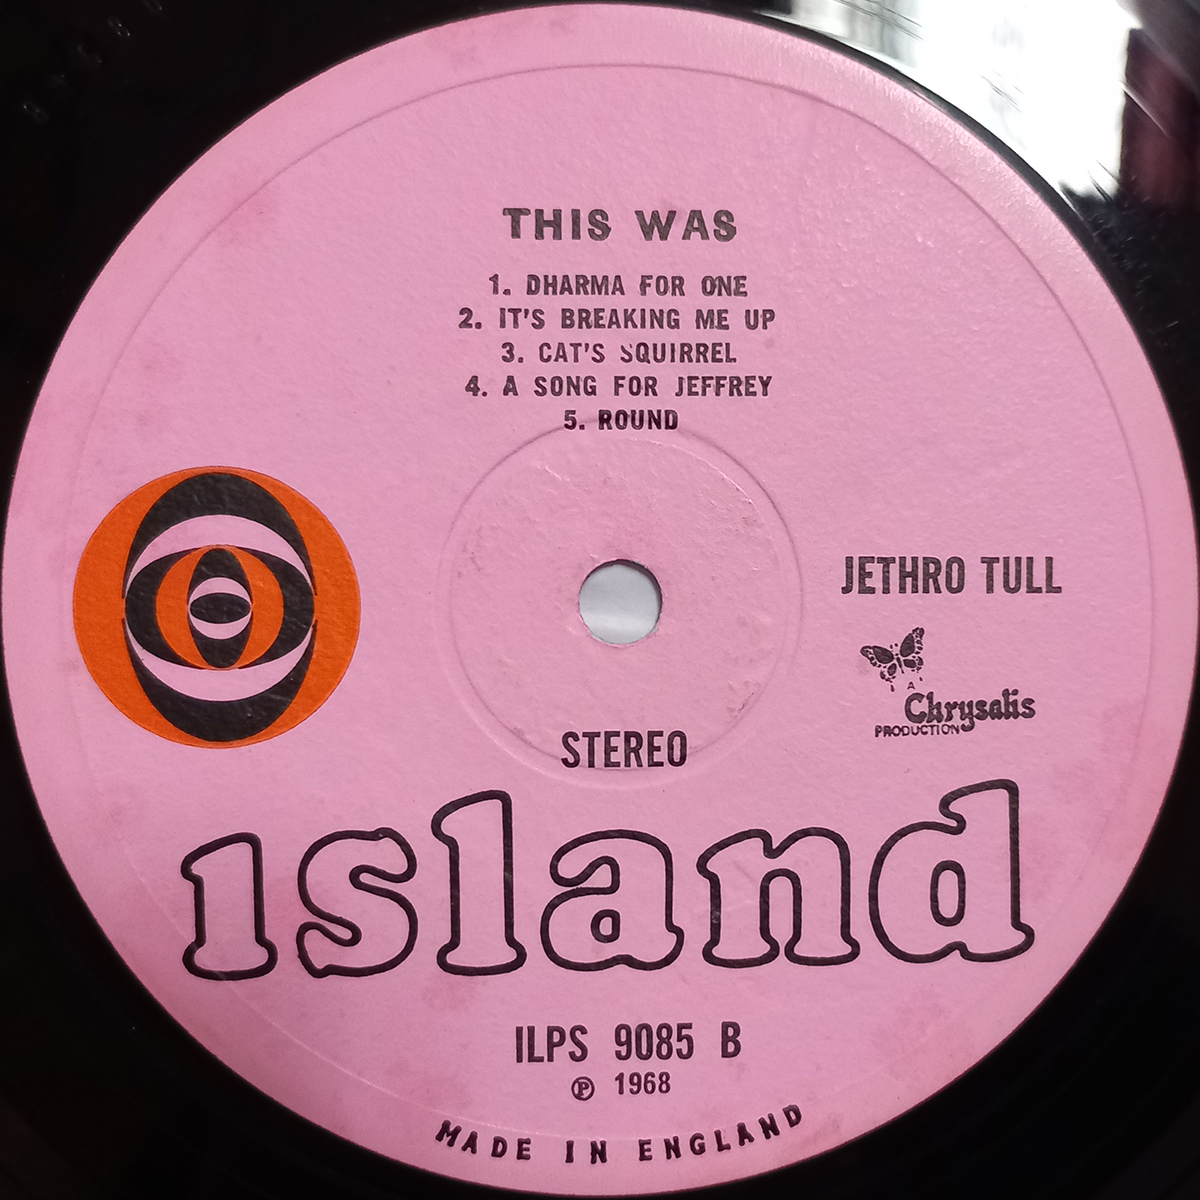 THIS WAS
1. DHARMA FOR ONE
2. IT'S BREAKING ME UP
3. CAT'S SQUIRREL
4. A SONG FOR JEFFREY
5. ROUND
JETHRO TULL
A
Chrysalis
PRODUCTION
STEREO
island
ILPS 9085 B
℗ 1968
MADE IN ENGLAND